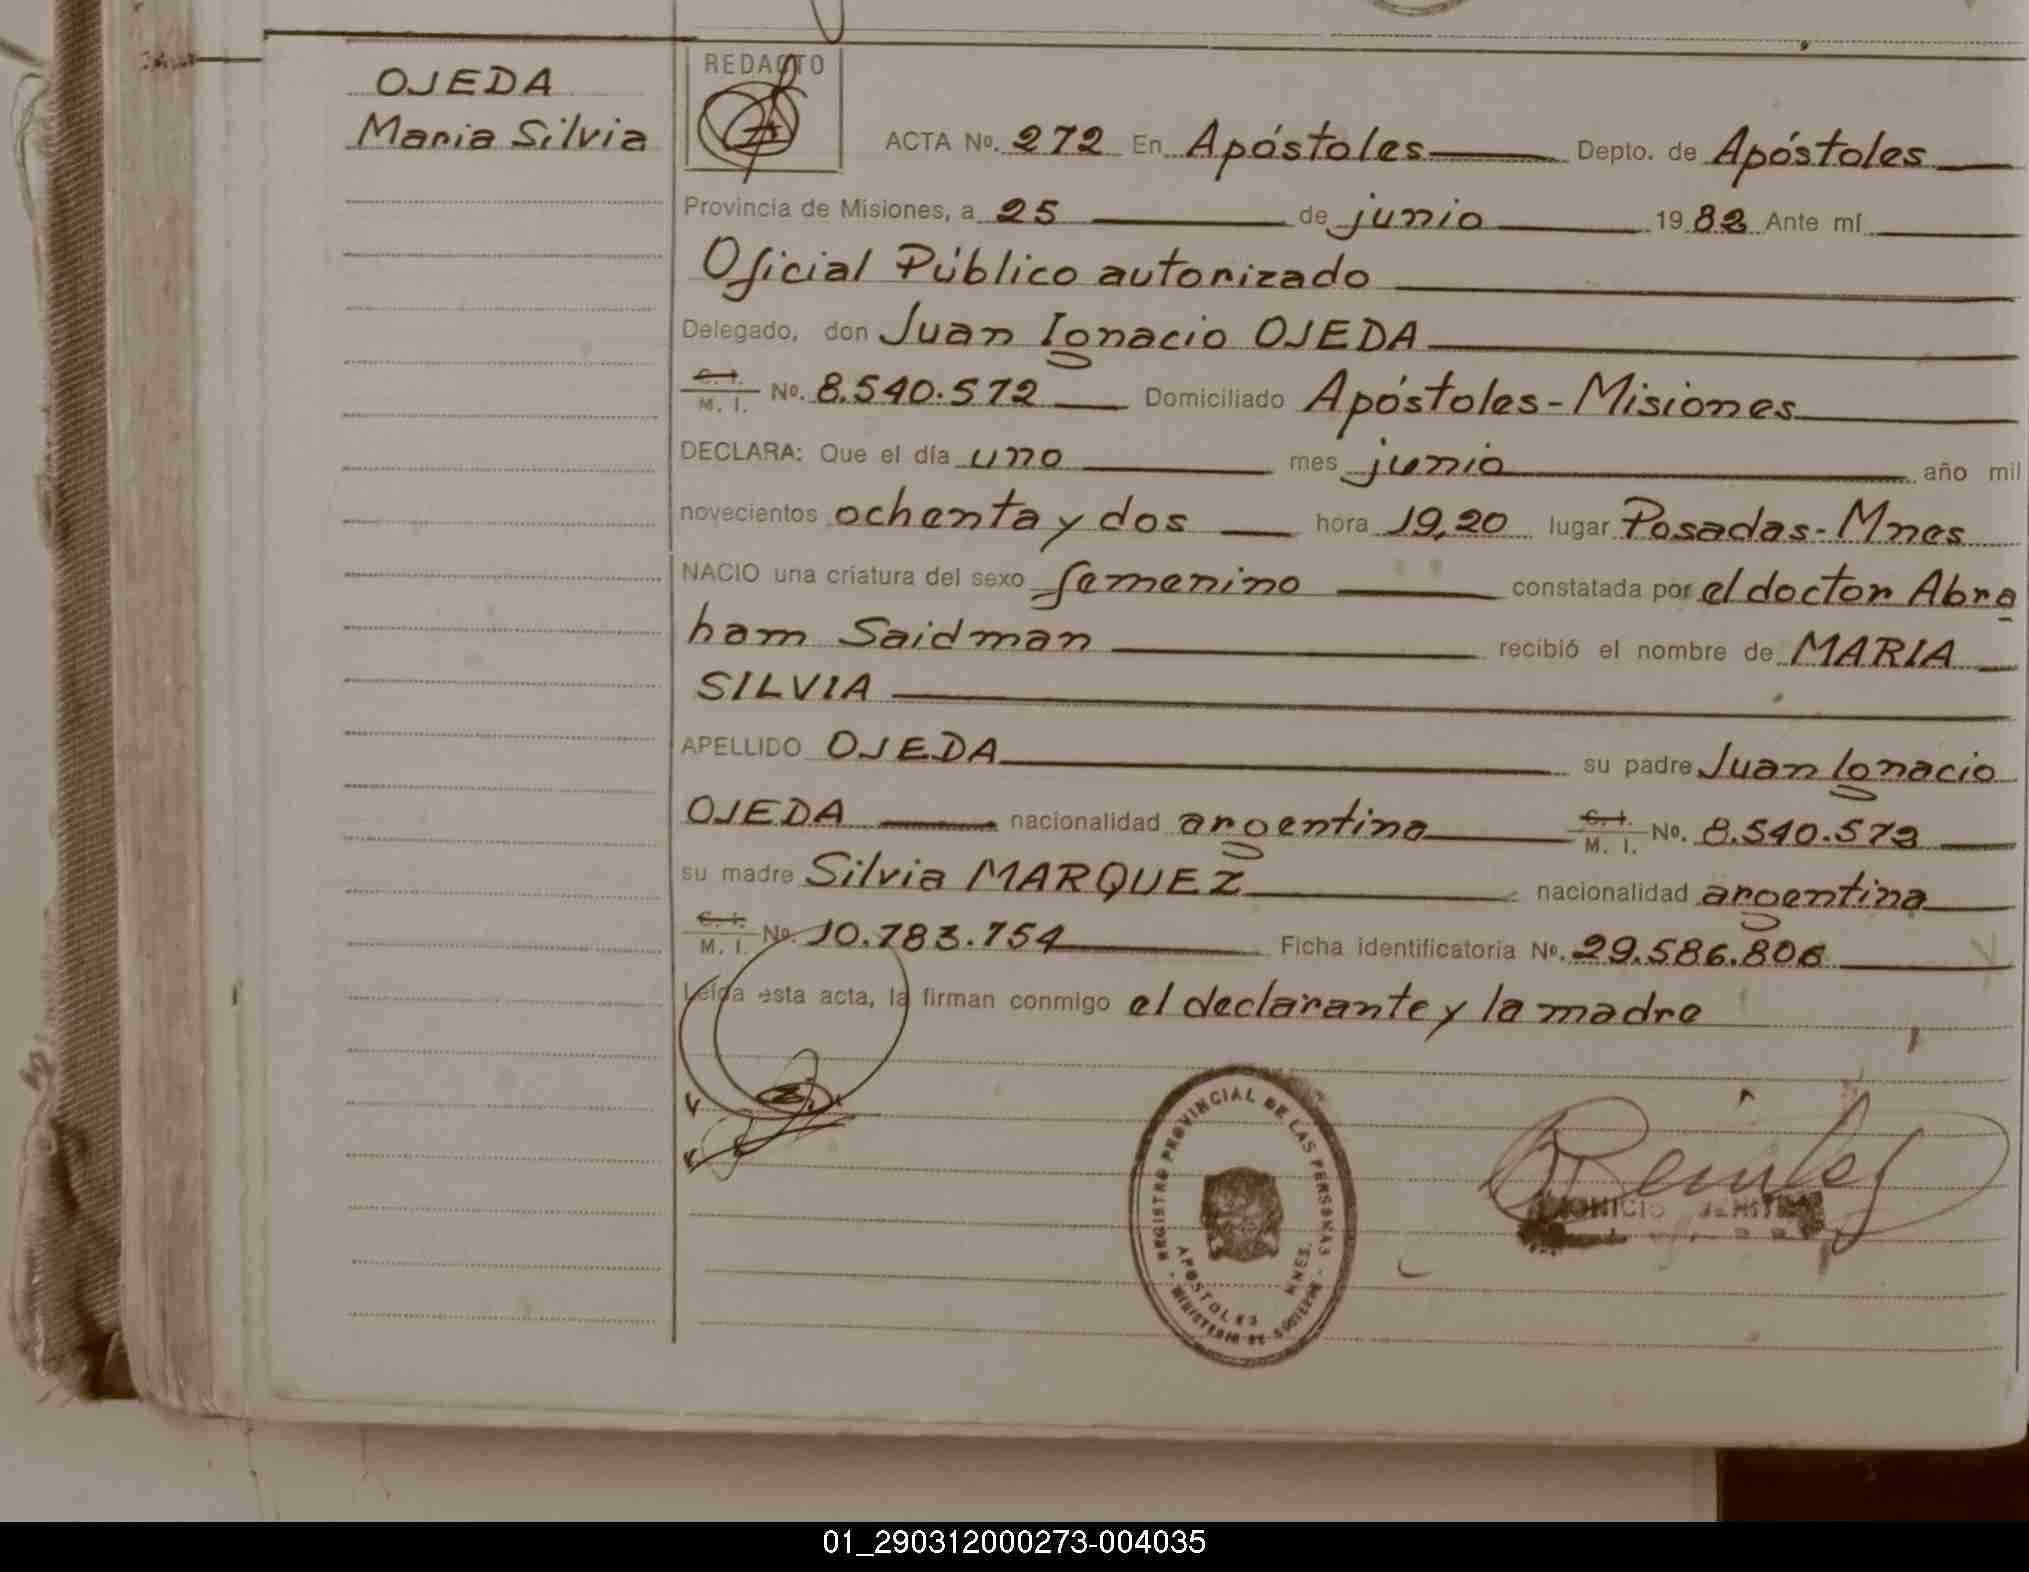 OJEDA
Maria Silvia
REDACTO
ACTA No. 272 En Apóstoles Depto. de Apóstoles
Provincia de Misiones, a 25 de junio 1982 Ante mí
Oficial Público autorizado
Delegado, don Juan Ignacio OJEDA
C. I. / M. I. No. 8.540.572 Domiciliado Apóstoles - Misiones
DECLARA: Que el día uno mes junio año mil
novecientos ochenta y dos hora 19,20 lugar Posadas - Mnes
NACIO una criatura del sexo femenino constatada por el doctor Abra
ham Saidman recibió el nombre de MARIA
SILVIA
APELLIDO OJEDA su padre Juan Ignacio
OJEDA nacionalidad argentina C. I. / M. I. No. 8.540.572
su madre Silvia MARQUEZ nacionalidad argentina
C. I. / M. I. No. 10.783.754 Ficha identificatoria No. 29.586.806
Leída esta acta, la firman conmigo el declarante y la madre
REGISTRO PROVINCIAL DE LAS PERSONAS
APOSTOLES MNES.
01_290312000273-004035